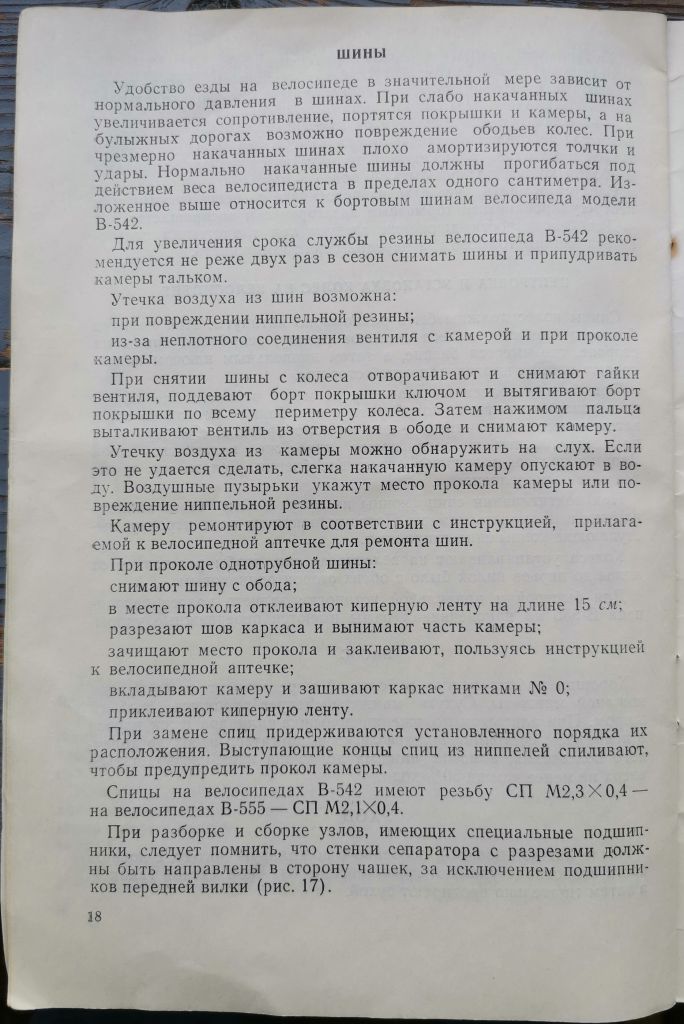 ШИНЫ
Удобство езды на велосипеде в значительной мере зависит от
нормального давления в шинах. При слабо накачанных шинах
увеличивается сопротивление, портятся покрышки и камеры, а на
булыжных дорогах возможно повреждение ободьев колес. При
чрезмерно накачанных шинах плохо амортизируются толчки и
удары. Нормально накачанные шины должны прогибаться под
действием веса велосипедиста в пределах одного сантиметра. Из-
ложенное выше относится к бортовым шинам велосипеда модели
В-542.
Для увеличения срока службы резины велосипеда В-542 реко-
мендуется не реже двух раз в сезон снимать шины и припудривать
камеры тальком.
Утечка воздуха из шин возможна:
при повреждении ниппельной резины;
из-за неплотного соединения вентиля с камерой и при проколе
камеры.
При снятии шины с колеса отворачивают и снимают гайки
вентиля, поддевают борт покрышки ключом и вытягивают борт
покрышки по всему периметру колеса. Затем нажимом пальца
выталкивают вентиль из отверстия в ободе и снимают камеру.
Утечку воздуха из камеры можно обнаружить на слух. Если
это не удается сделать, слегка накачанную камеру опускают в во-
ду. Воздушные пузырьки укажут место прокола камеры или по-
вреждение ниппельной резины.
Камеру ремонтируют в соответствии с инструкцией, прилага-
емой к велосипедной аптечке для ремонта шин.
При проколе однотрубной шины:
снимают шину с обода;
в месте прокола отклеивают киперную ленту на длине 15 см;
разрезают шов каркаса и вынимают часть камеры;
зачищают место прокола и заклеивают, пользуясь инструкцией
к велосипедной аптечке;
вкладывают камеру и зашивают каркас нитками № 0;
приклеивают киперную ленту.
При замене спиц придерживаются установленного порядка их
расположения. Выступающие концы спиц из ниппелей спиливают,
чтобы предупредить прокол камеры.
Спицы на велосипедах В-542 имеют резьбу СП М2,3×0,4 —
на велосипедах В-555 — СП М2,1×0,4.
При разборке и сборке узлов, имеющих специальные подшип-
ники, следует помнить, что стенки сепаратора с разрезами долж-
ны быть направлены в сторону чашек, за исключением подшипни-
ков передней вилки (рис. 17).
18